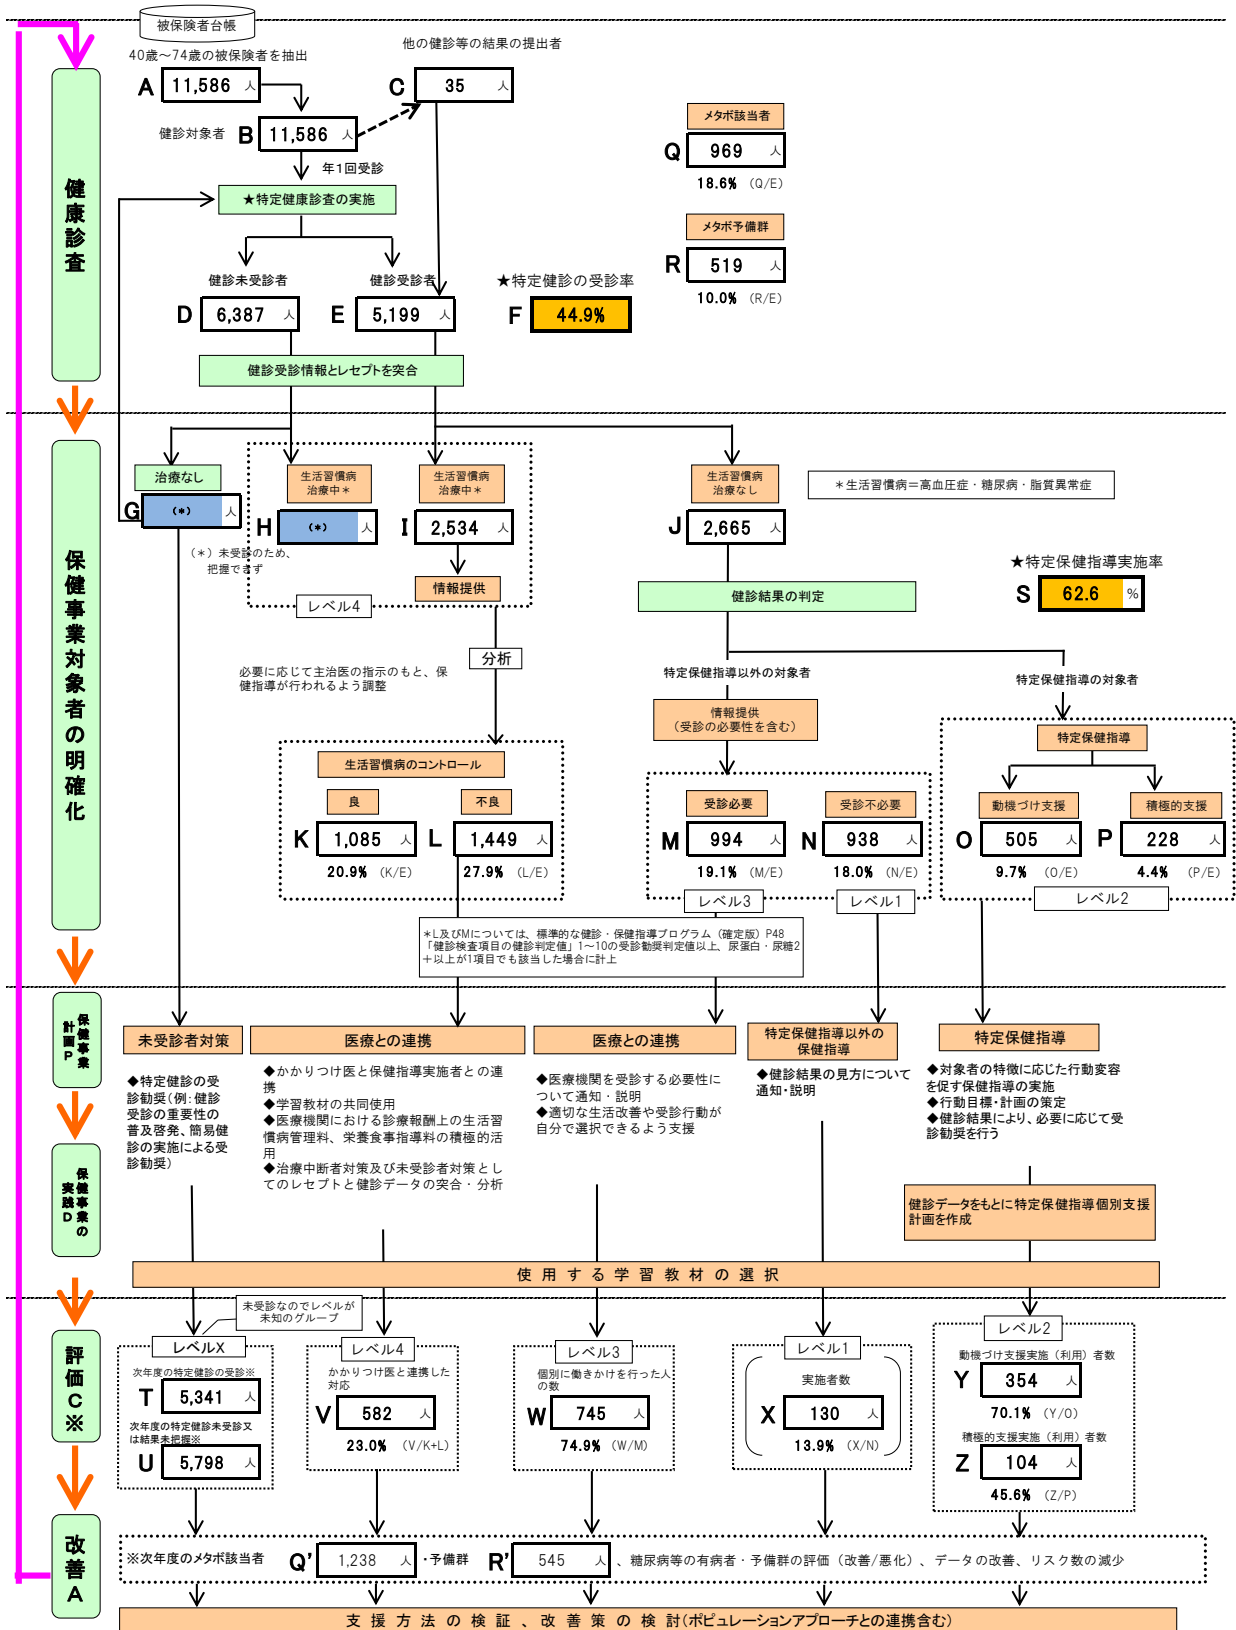 被保険者台帳
40歳～74歳の被保険者を抽出
他の健診等の結果の提出者
A 11,586 人
C 35 人
健診対象者 B 11,586 人
年1回受診
メタボ該当者
Q 969 人
18.6% (Q/E)
★特定健康診査の実施
メタボ予備群
R 519 人
10.0% (R/E)
健診未受診者
健診受診者
★特定健診の受診率
D 6,387 人
E 5,199 人
F 44.9%
健診受診情報とレセプトを突合
健康診査
治療なし
G (*) 人
生活習慣病
治療中＊
H (*) 人
(*) 未受診のため、
把握できず
生活習慣病
治療中＊
I 2,534 人
情報提供
レベル4
生活習慣病
治療なし
J 2,665 人
＊生活習慣病＝高血圧症・糖尿病・脂質異常症
★特定保健指導実施率
S 62.6 %
健診結果の判定
分析
必要に応じて主治医の指示のもと、保
健指導が行われるよう調整
特定保健指導以外の対象者
特定保健指導の対象者
情報提供
(受診の必要性を含む)
特定保健指導
保健事業対象者の明確化
生活習慣病のコントロール
良
不良
K 1,085 人
L 1,449 人
20.9% (K/E)
27.9% (L/E)
受診必要
受診不必要
M 994 人
N 938 人
19.1% (M/E)
18.0% (N/E)
レベル3
レベル1
動機づけ支援
積極的支援
O 505 人
P 228 人
9.7% (O/E)
4.4% (P/E)
レベル2
＊L及びMについては、標準的な健診・保健指導プログラム（確定版）P48
「健診検査項目の健診判定値」1～10の受診勧奨判定値以上、尿蛋白・尿糖2
＋以上が1項目でも該当した場合に計上
保健事業
計画P
未受診者対策
◆特定健診の受
診勧奨(例:健診
受診の重要性の
普及啓発、簡易健
診の実施による受
診勧奨)
医療との連携
◆かかりつけ医と保健指導実施者との連
携
◆学習教材の共同使用
◆医療機関における診療報酬上の生活習
慣病管理料、栄養食事指導料の積極的活
用
◆治療中断者対策及び未受診者対策とし
てのレセプトと健診データの突合・分析
医療との連携
◆医療機関を受診する必要性に
ついて通知・説明
◆適切な生活改善や受診行動が
自分で選択できるよう支援
特定保健指導以外の
保健指導
◆健診結果の見方について
通知・説明
特定保健指導
◆対象者の特徴に応じた行動変容
を促す保健指導の実施
◆行動目標・計画の策定
◆健診結果により、必要に応じて受
診勧奨を行う
保健事業の
実践D
健診データをもとに特定保健指導個別支援
計画を作成
使用する学習教材の選択
未受診なのでレベルが
未知のグループ
評価C※
レベルX
次年度の特定健診の受診※
T 5,341 人
次年度の特定健診未受診又
は結果未把握※
U 5,798 人
レベル4
かかりつけ医と連携した
対応
V 582 人
23.0% (V/K+L)
レベル3
個別に働きかけを行った人
の数
W 745 人
74.9% (W/M)
レベル1
実施者数
X 130 人
13.9% (X/N)
レベル2
動機づけ支援実施（利用）者数
Y 354 人
70.1% (Y/O)
積極的支援実施（利用）者数
Z 104 人
45.6% (Z/P)
改善A
※次年度のメタボ該当者 Q' 1,238 人 ・予備群 R' 545 人 、糖尿病等の有病者・予備群の評価（改善/悪化）、データの改善、リスク数の減少
支援方法の検証、改善策の検討(ポピュレーションアプローチとの連携含む)